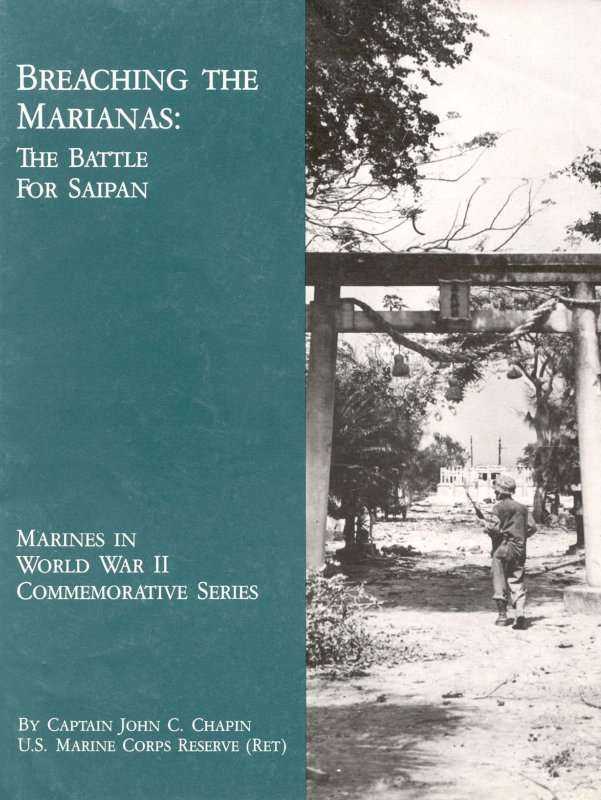 BREACHING THE
MARIANAS:
THE BATTLE
FOR SAIPAN
MARINES IN
WORLD WAR II
COMMEMORATIVE SERIES
BY CAPTAIN JOHN C. CHAPIN
U.S. MARINE CORPS RESERVE (RET)